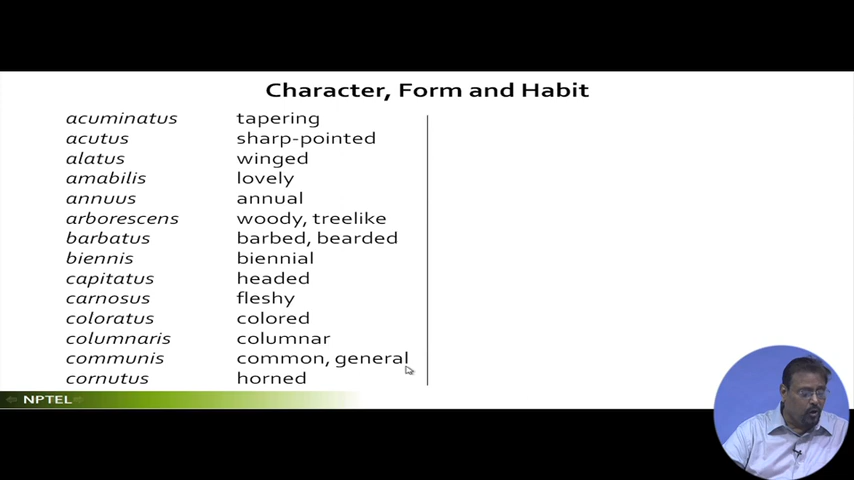 Character, Form and Habit
acuminatus tapering
acutus sharp-pointed
alatus winged
amabilis lovely
annuus annual
arborescens woody, treelike
barbatus barbed, bearded
biennis biennial
capitatus headed
carnosus fleshy
coloratus colored
columnaris columnar
communis common, general
cornutus horned
NPTEL